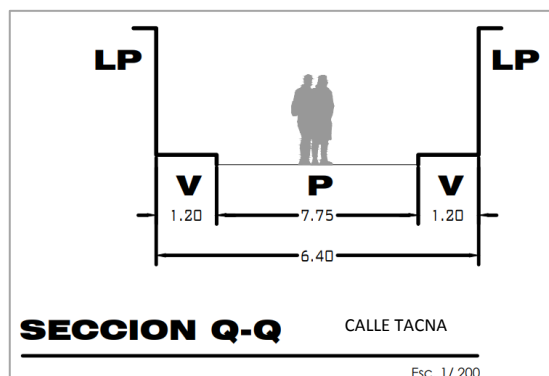 LP LP
V P V
1.20 7.75 1.20
6.40
SECCION Q-Q CALLE TACNA
Esc. 1/200